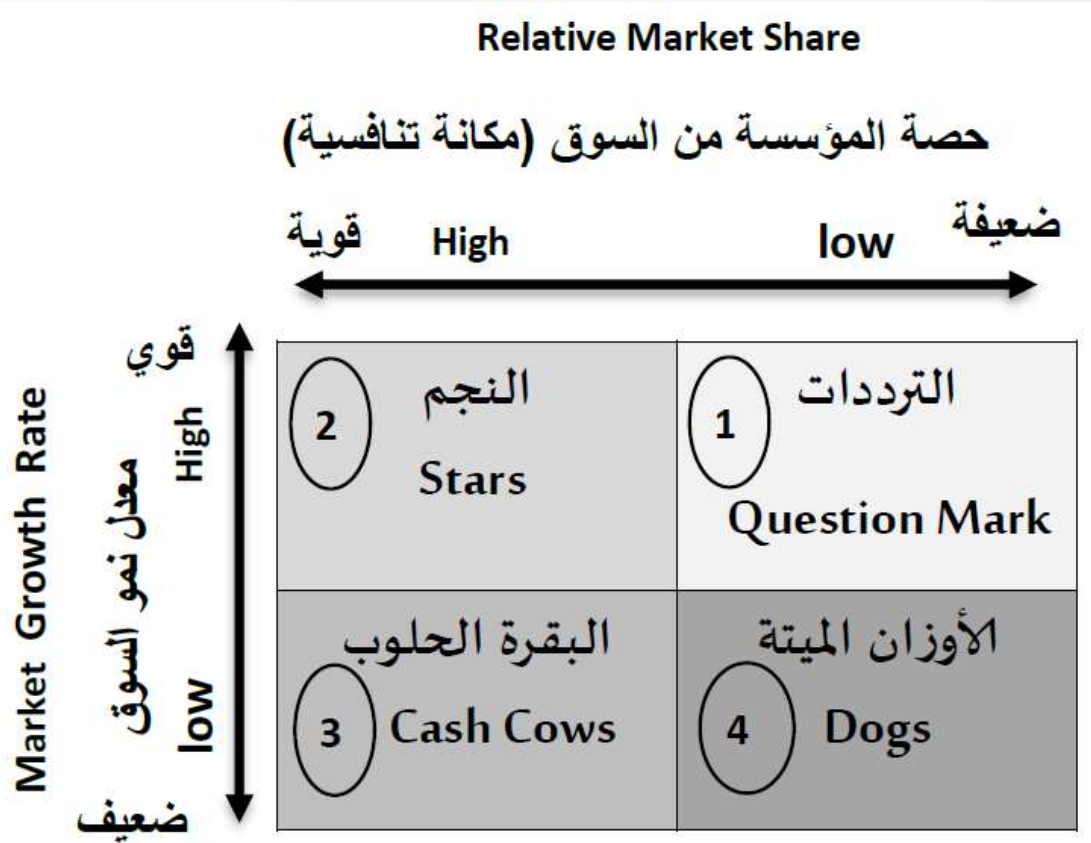 Relative Market Share
حصة المؤسسة من السوق (مكانة تنافسية)
قوية High low ضعيفة
Market Growth Rate
معدل نمو السوق
قوي
High
low
ضعيف
2 النجم
Stars
1 الترددات
Question Mark
3 البقرة الحلوب
Cash Cows
4 الأوزان الميتة
Dogs